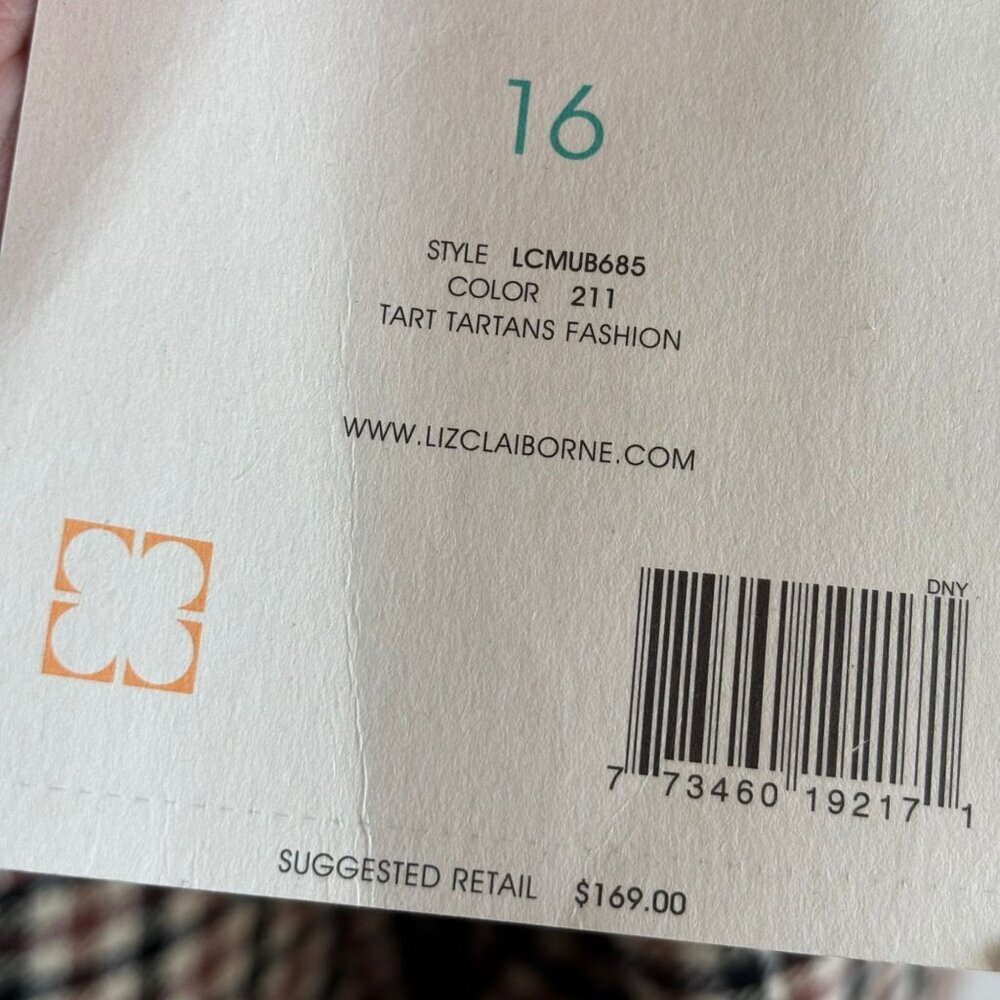 16
STYLE LCMUB685
COLOR 211
TART TARTANS FASHION
WWW.LIZCLAIBORNE.COM
DNY
7 73460 19217 1
SUGGESTED RETAIL $169.00